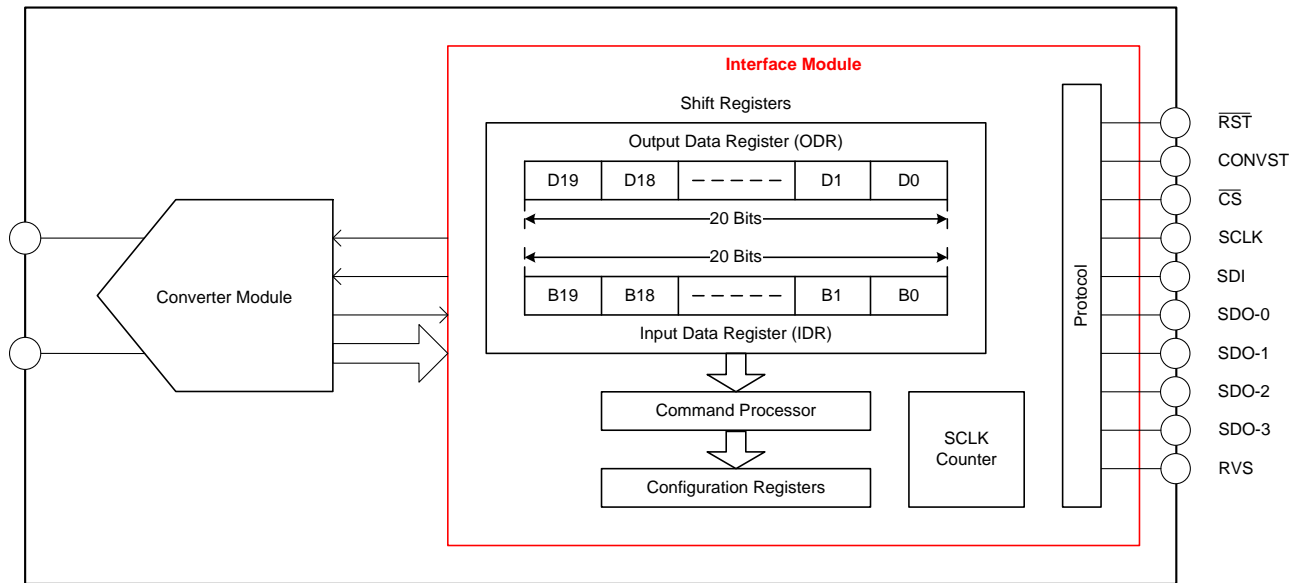 Interface Module
Shift Registers
Output Data Register (ODR)
D19 D18 D1 D0
20 Bits
20 Bits
B19 B18 B1 B0
Input Data Register (IDR)
Converter Module
Command Processor
Configuration Registers
SCLK
Counter
Protocol
R̅S̅T̅
CONVST
C̅S̅
SCLK
SDI
SDO-0
SDO-1
SDO-2
SDO-3
RVS